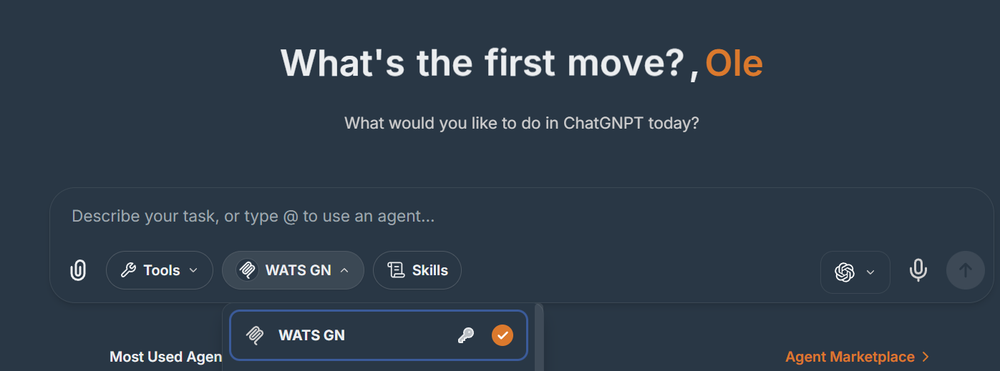 What's the first move?, Ole
What would you like to do in ChatGNPT today?
Describe your task, or type @ to use an agent...
Tools WATS GN Skills
WATS GN
Most Used Agen
Agent Marketplace